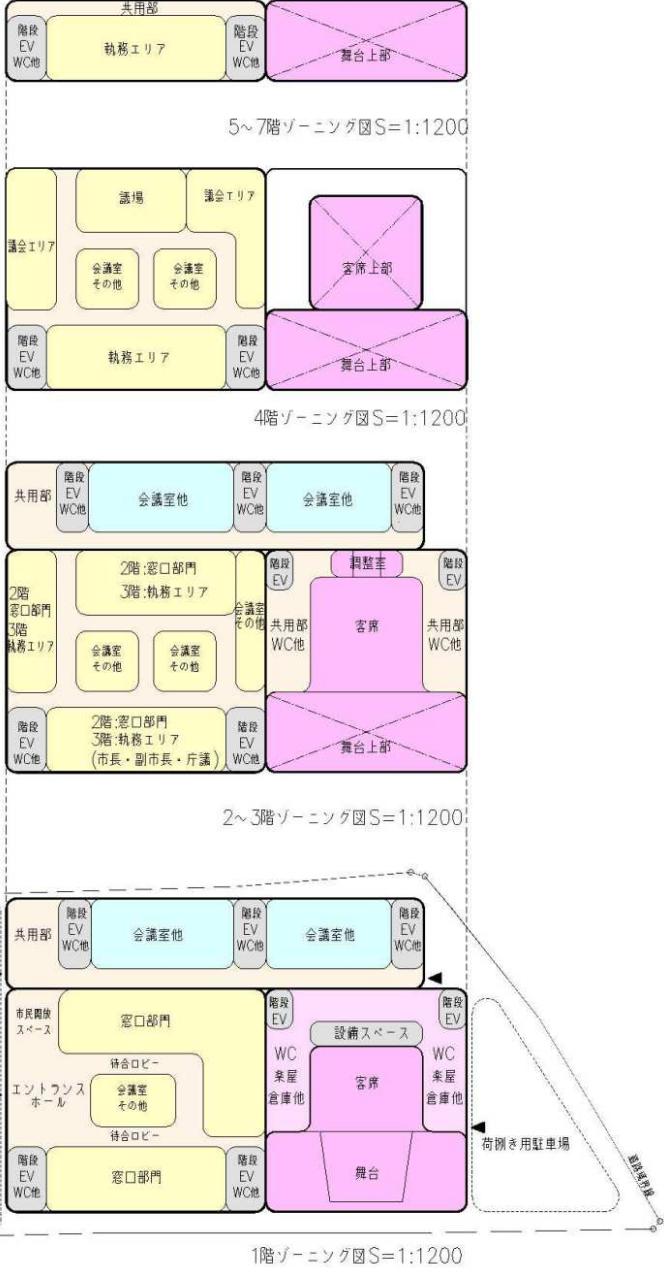 共用部
階段
EV
WC他
執務エリア
階段
EV
WC他
舞台上部
5～7階ゾーニング図S=1:1200
議会エリア
議場
議会エリア
会議室
その他
会議室
その他
客席上部
階段
EV
WC他
執務エリア
階段
EV
WC他
舞台上部
4階ゾーニング図S=1:1200
共用部
階段
EV
WC他
会議室他
階段
EV
WC他
会議室他
階段
EV
WC他
2階
窓口部門
3階
執務エリア
2階:窓口部門
3階:執務エリア
会議室
その他
会議室
その他
会議室
その他
階段
EV
調整室
階段
EV
共用部
WC他
客席
共用部
WC他
階段
EV
WC他
2階:窓口部門
3階:執務エリア
(市長・副市長・庁議)
階段
EV
WC他
舞台上部
2～3階ゾーニング図S=1:1200
共用部
階段
EV
WC他
会議室他
階段
EV
WC他
会議室他
階段
EV
WC他
市民開放
スペース
窓口部門
階段
EV
設備スペース
階段
EV
待合ロビー
エントランス
ホール
会議室
その他
待合ロビー
WC
楽屋
倉庫他
客席
WC
楽屋
倉庫他
荷捌き用駐車場
階段
EV
WC他
窓口部門
階段
EV
WC他
舞台
道路境界線
1階ゾーニング図S=1:1200